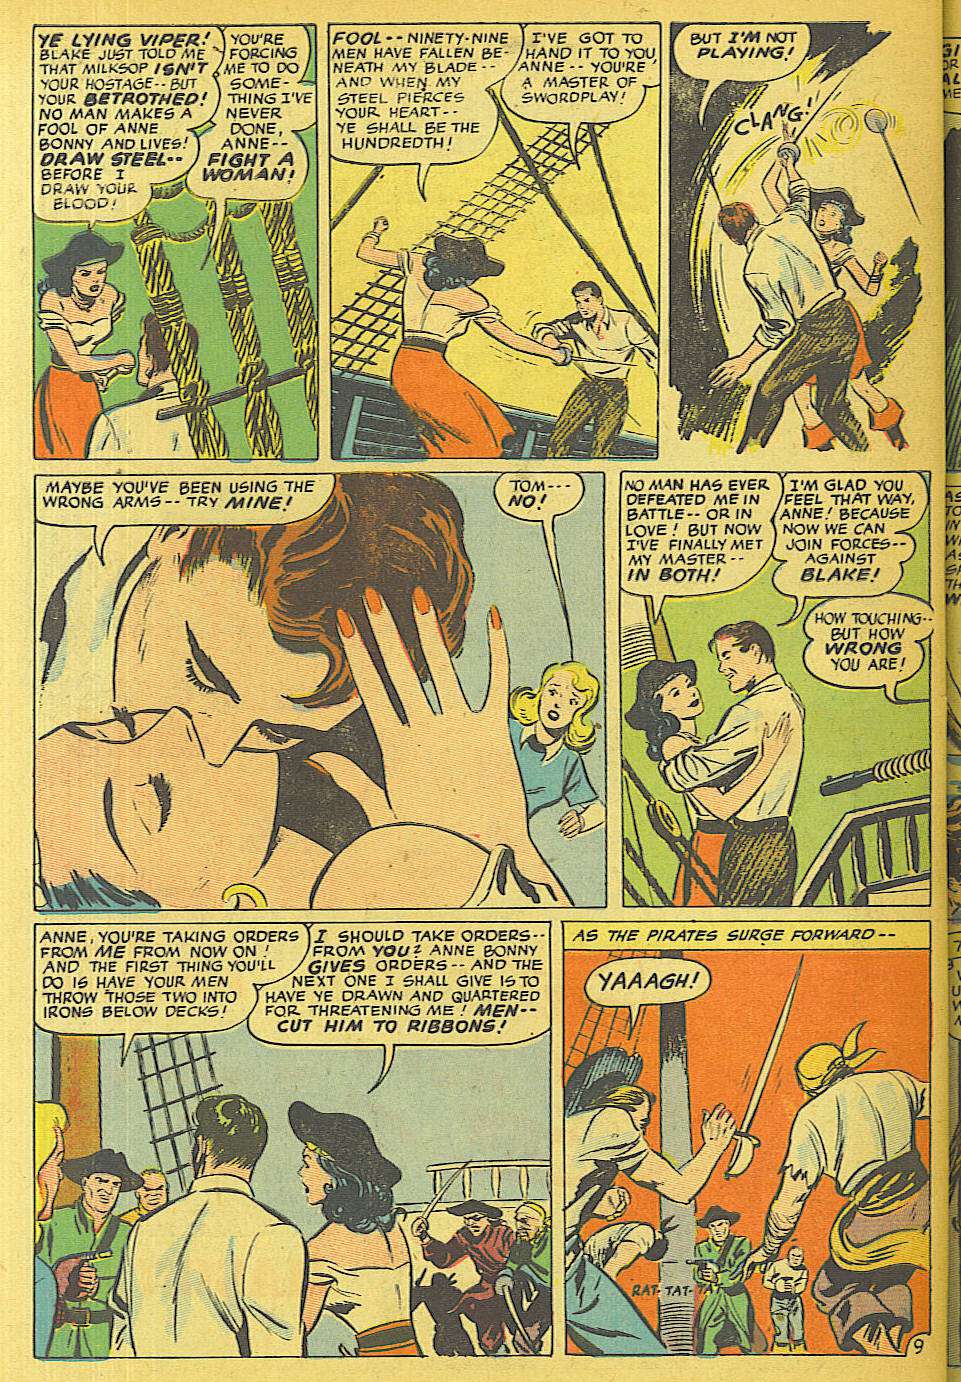 YE LYING VIPER!
BLAKE JUST TOLD ME
THAT MILKSOP ISN'T
YOUR HOSTAGE-- BUT
YOUR BETROTHED!
NO MAN MAKES A
FOOL OF ANNE
BONNY AND LIVES!
DRAW STEEL--
BEFORE I
DRAW YOUR
BLOOD!
YOU'RE
FORCING
ME TO DO
SOME--
THING I'VE
NEVER
DONE,
ANNE--
FIGHT A
WOMAN!
FOOL-- NINETY-NINE
MEN HAVE FALLEN BE-
NEATH MY BLADE--
AND WHEN MY
STEEL PIERCES
YOUR HEART--
YE SHALL BE THE
HUNDREDTH!
I'VE GOT TO
HAND IT TO YOU,
ANNE-- YOU'RE
A MASTER OF
SWORDPLAY!
BUT I'M NOT
PLAYING!
CLANG!
MAYBE YOU'VE BEEN USING THE
WRONG ARMS-- TRY MINE!
TOM---
NO!
NO MAN HAS EVER
DEFEATED ME IN
BATTLE-- OR IN
LOVE! BUT NOW
I'VE FINALLY MET
MY MASTER--
IN BOTH!
I'M GLAD YOU
FEEL THAT WAY,
ANNE! BECAUSE
NOW WE CAN
JOIN FORCES--
AGAINST
BLAKE!
HOW TOUCHING--
BUT HOW
WRONG
YOU ARE!
ANNE, YOU'RE TAKING ORDERS
FROM ME FROM NOW ON!
AND THE FIRST THING YOU'LL
DO IS HAVE YOUR MEN
THROW THOSE TWO INTO
IRONS BELOW DECKS!
I SHOULD TAKE ORDERS--
FROM YOU? ANNE BONNY
GIVES ORDERS-- AND THE
NEXT ONE I SHALL GIVE IS TO
HAVE YE DRAWN AND QUARTERED
FOR THREATENING ME! MEN--
CUT HIM TO RIBBONS!
AS THE PIRATES SURGE FORWARD--
YAAAGH!
RAT-TAT-TAT
9